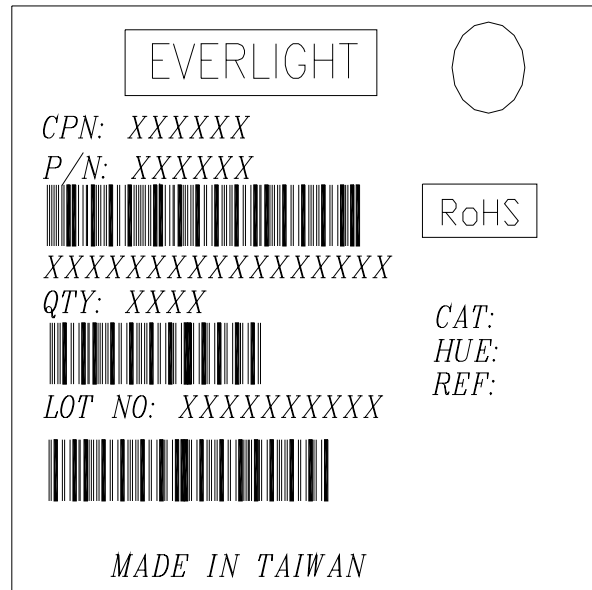 EVERLIGHT
CPN: XXXXXX
P/N: XXXXXX
RoHS
XXXXXXXXXXXXXXXXX
QTY: XXXX
CAT:
HUE:
REF:
LOT NO: XXXXXXXXXX
MADE IN TAIWAN